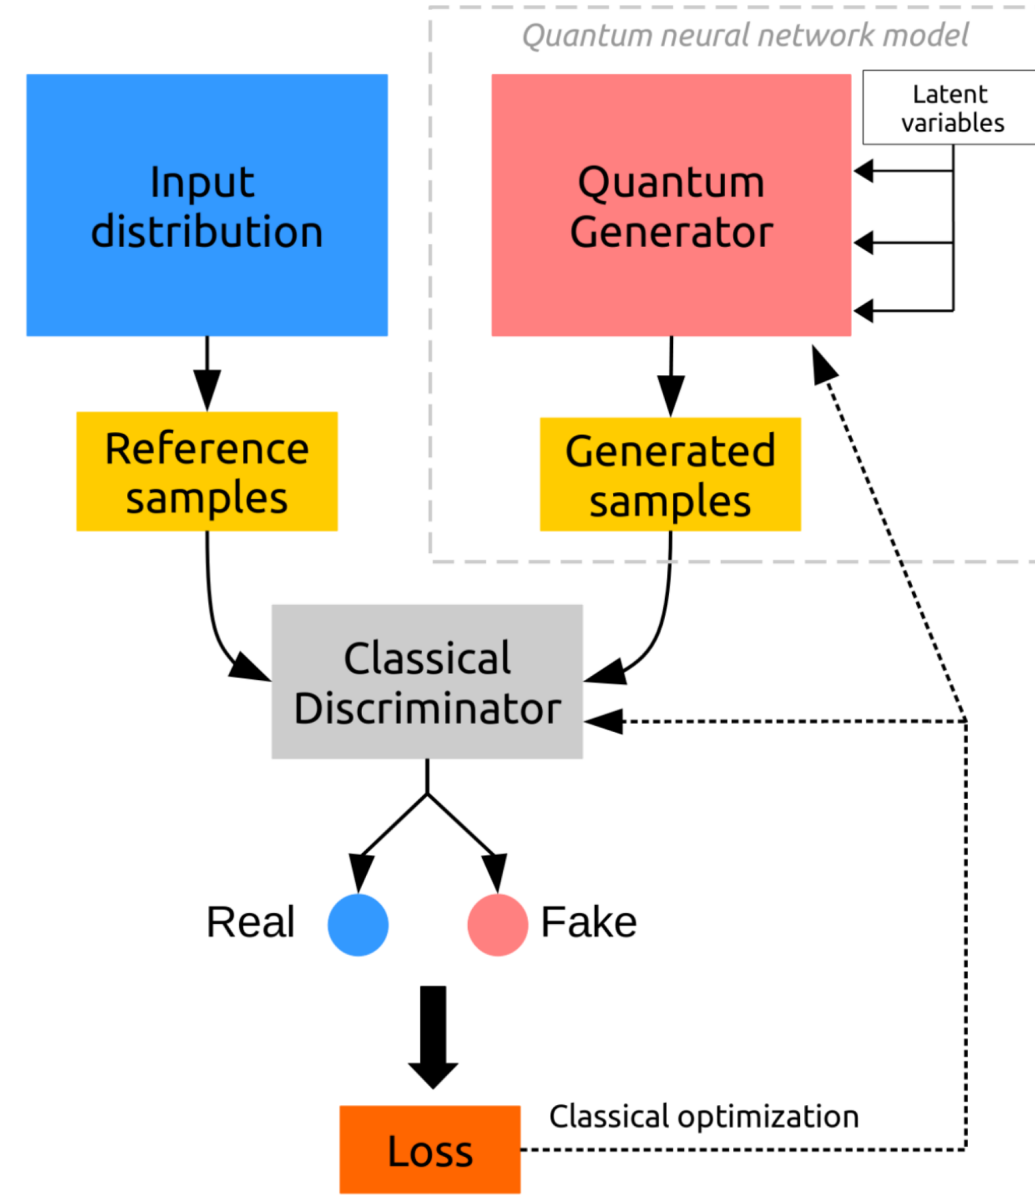 Quantum neural network model
Input
distribution
Quantum
Generator
Latent
variables
Reference
samples
Generated
samples
Classical
Discriminator
Real
Fake
Loss
Classical optimization